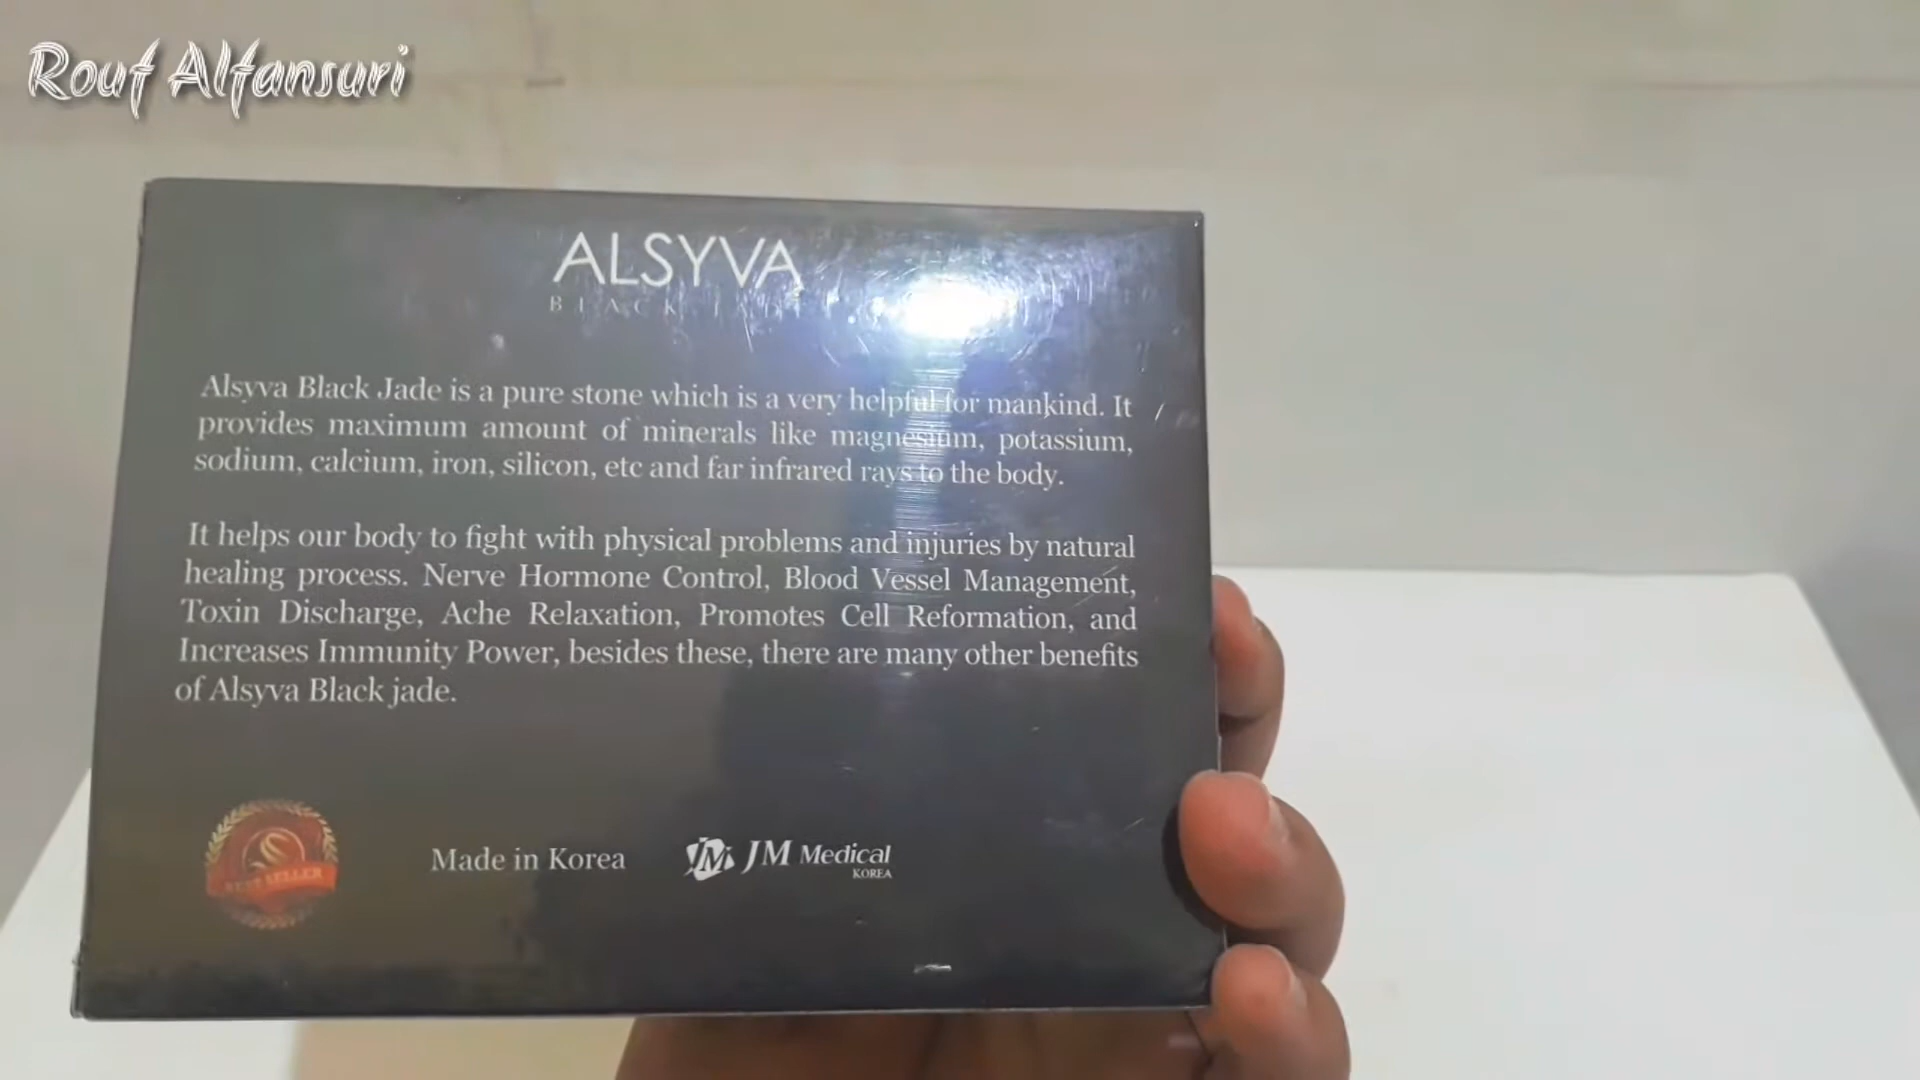 Rouf Alfansuri
ALSYVA
BLACK
Alsyva Black Jade is a pure stone which is a very helpful for mankind. It
provides maximum amount of minerals like magnesium, potassium,
sodium, calcium, iron, silicon, etc and far infrared rays to the body.
It helps our body to fight with physical problems and injuries by natural
healing process. Nerve Hormone Control, Blood Vessel Management,
Toxin Discharge, Ache Relaxation, Promotes Cell Reformation, and
Increases Immunity Power, besides these, there are many other benefits
of Alsyva Black jade.
BEST SELLER
Made in Korea
JM JM Medical
KOREA